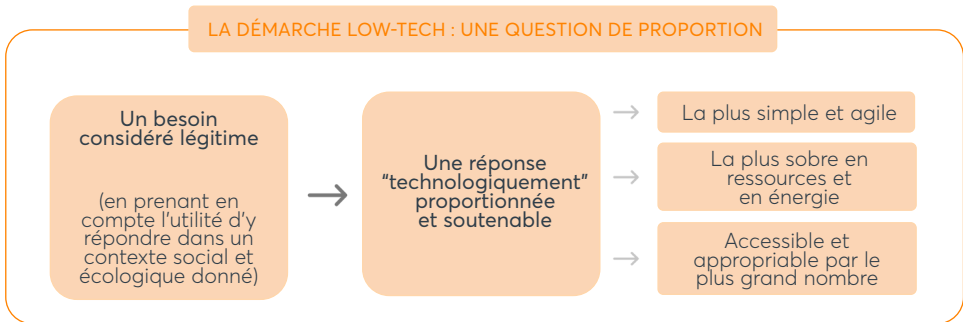 LA DÉMARCHE LOW-TECH : UNE QUESTION DE PROPORTION
Un besoin
considéré légitime
(en prenant en
compte l'utilité d'y
répondre dans un
contexte social et
écologique donné)
Une réponse
"technologiquement"
proportionnée
et soutenable
La plus simple et agile
La plus sobre en
ressources et
en énergie
Accessible et
appropriable par le
plus grand nombre